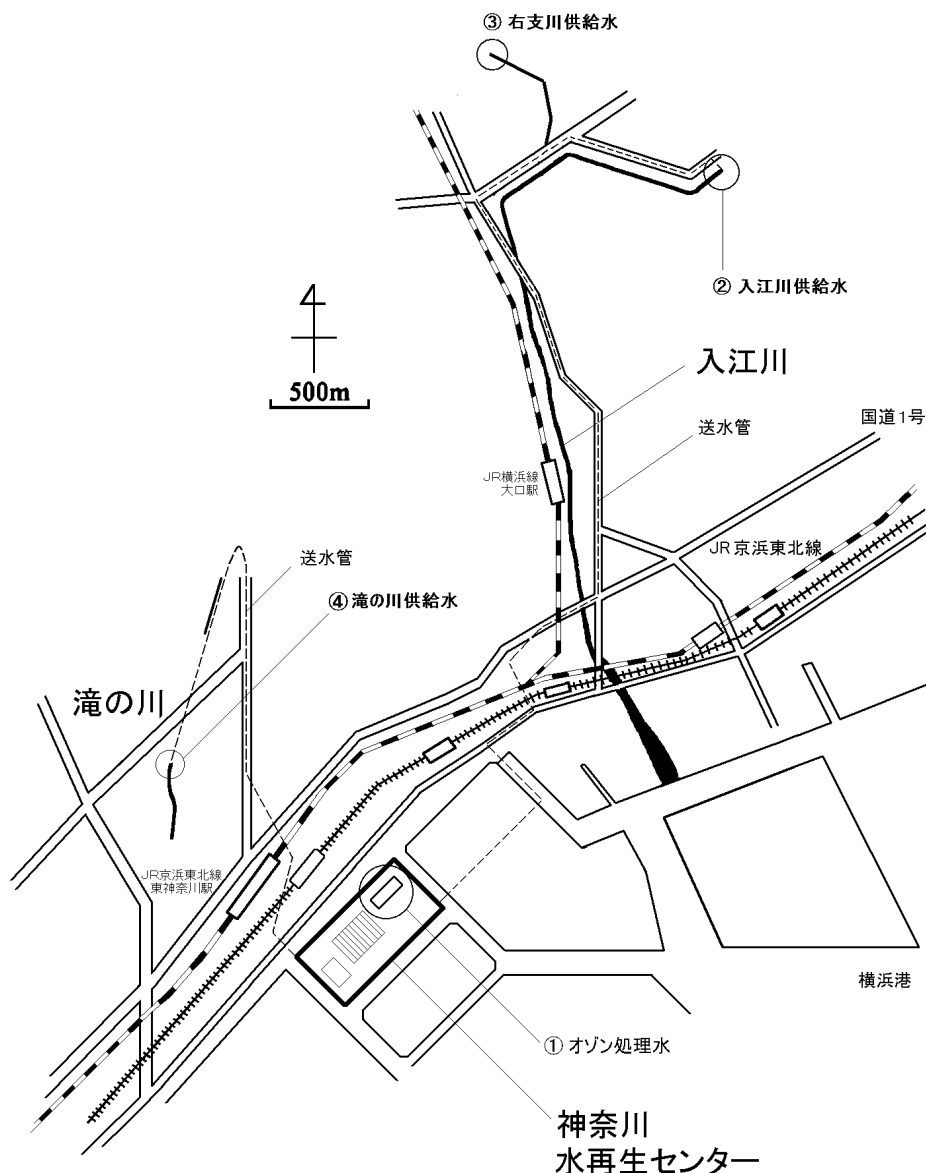 ③ 右支川供給水
② 入江川供給水
500m
入江川
国道1号
送水管
JR横浜線
大口駅
JR京浜東北線
送水管
④滝の川供給水
滝の川
JR京浜東北線
東神奈川駅
横浜港
① オゾン処理水
神奈川
水再生センター